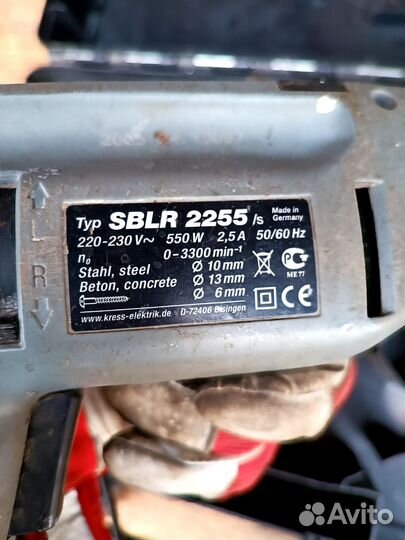 Typ SBLR 2255 /s Made in Germany
220-230 V~ 550 W 2,5 A 50/60 Hz
n₀ 0-3300 min⁻¹
Stahl, steel Ø 10 mm
Beton, concrete Ø 13 mm
Ø 6 mm
ME77
www.kress-elektrik.de D-72406 Bisingen
L
R
Avito